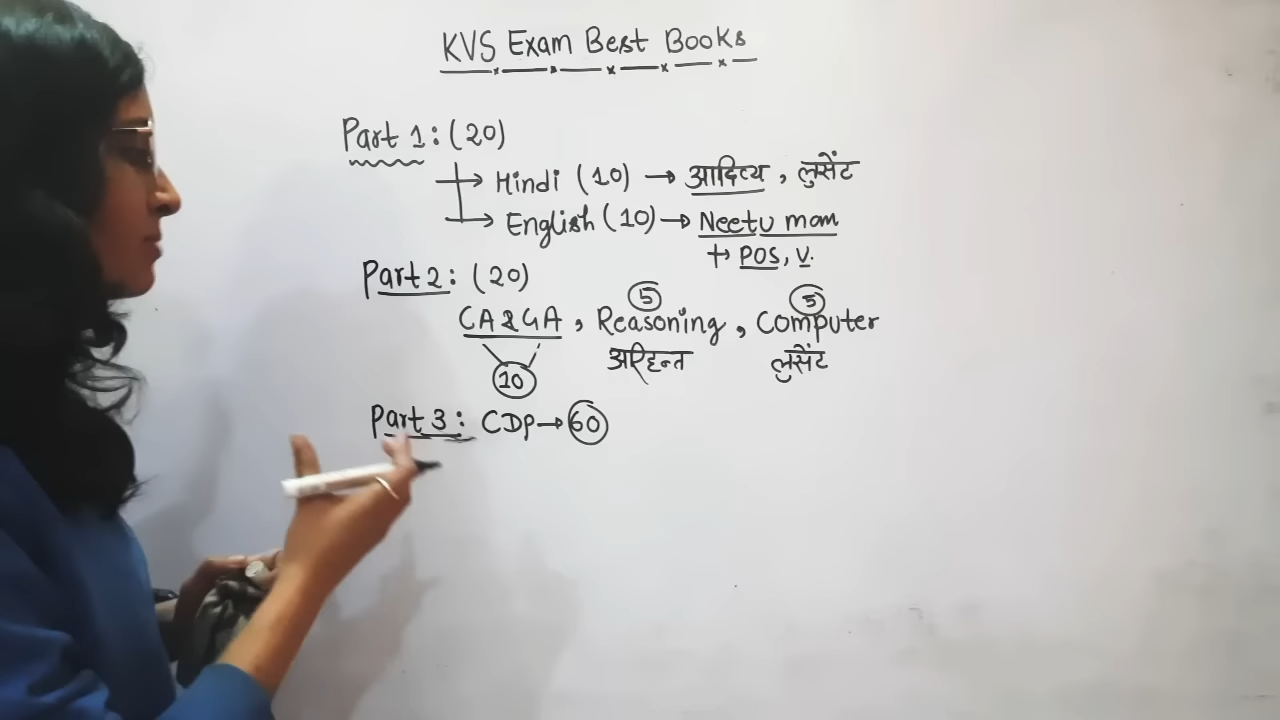 KVS Exam Best Books
Part 1: (20)
→ Hindi (10) → आदित्य, लुसेंट
→ English (10) → Neetu mam
+ POS, V.
Part 2: (20)
5 5
CA & GA, Reasoning, Computer
अरिहन्त लुसेंट
10
Part 3: CDP → 60